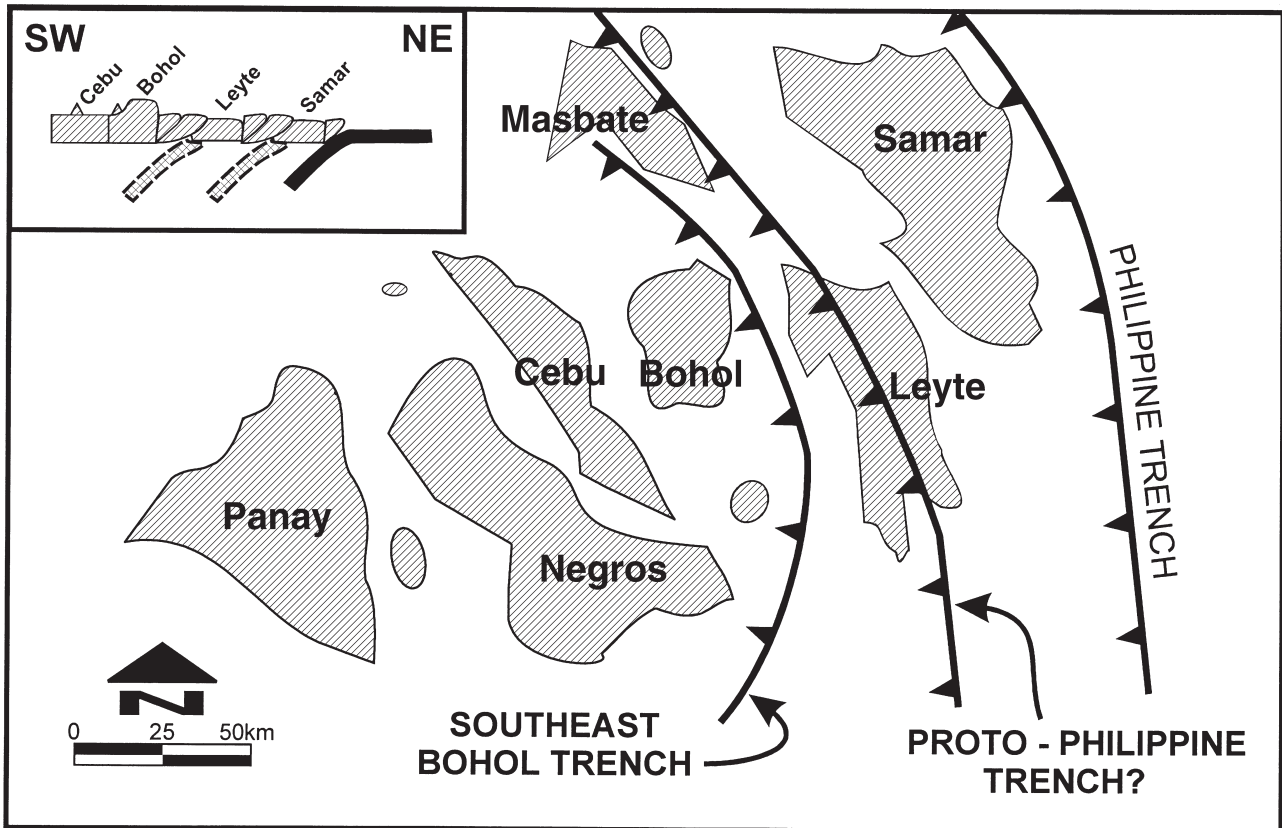 SW
NE
Cebu
Bohol
Leyte
Samar
Masbate
Samar
Cebu
Bohol
Leyte
PHILIPPINE TRENCH
Panay
Negros
N
0 25 50km
SOUTHEAST
BOHOL TRENCH
PROTO - PHILIPPINE
TRENCH?